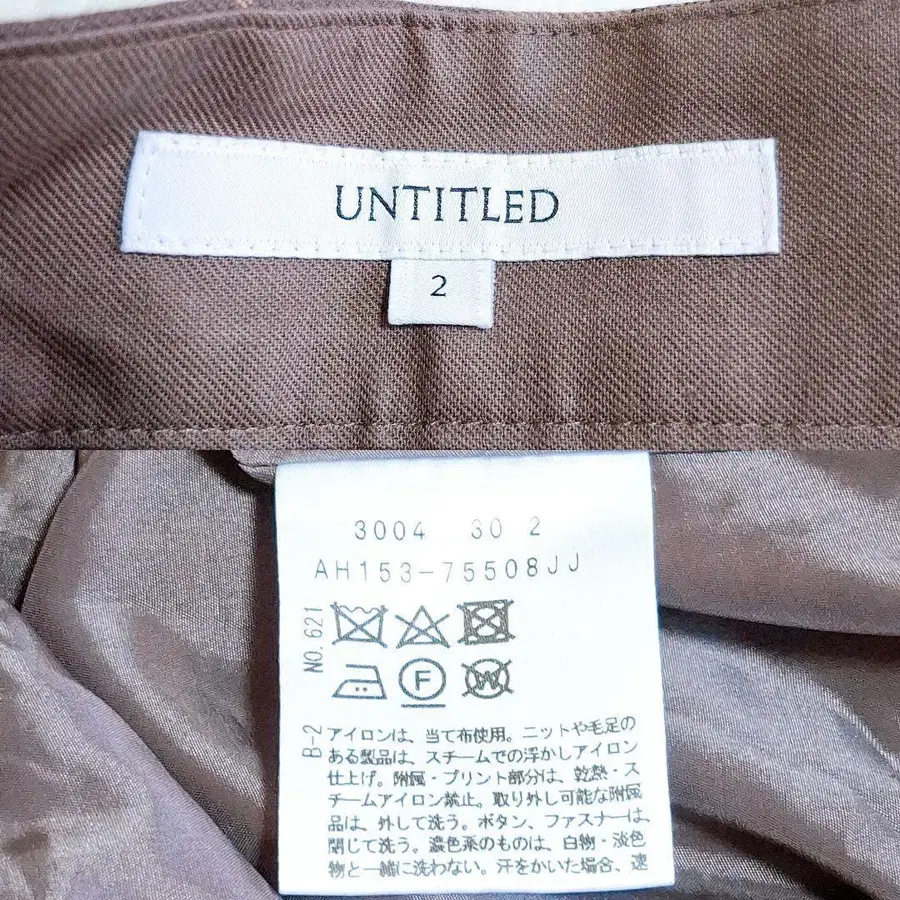 UNTITLED
2
3004 30 2
AH153-75508JJ
NO.621
F
W
B-2
アイロンは、当て布使用。ニットや毛足の
ある製品は、スチームでの浮かしアイロン
仕上げ。附属・プリント部分は、乾熱・ス
チームアイロン禁止。取り外し可能な附属
品は、外して洗う。ボタン、ファスナーは、
閉じて洗う。濃色系のものは、白物・淡色
物と一緒に洗わない。汗をかいた場合、速